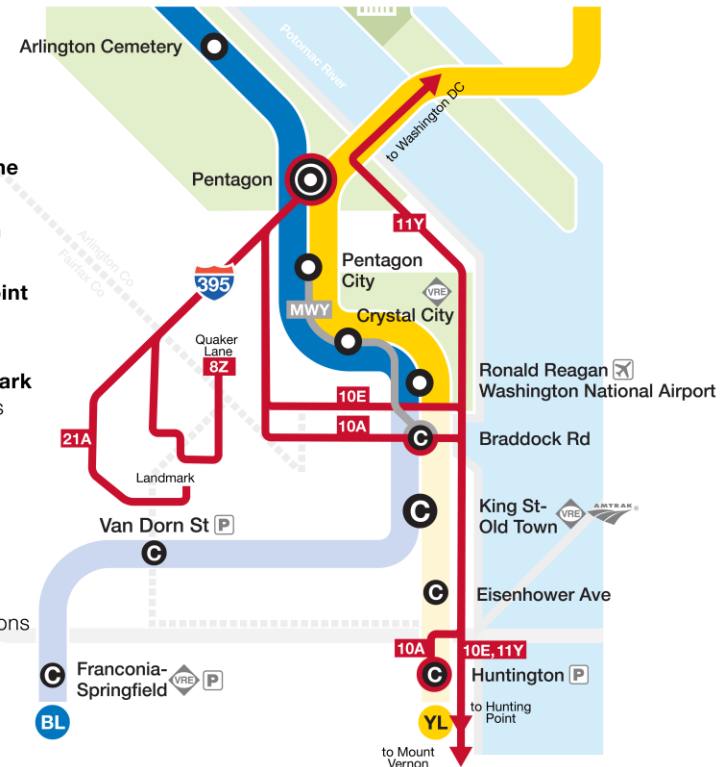 Arlington Cemetery
Potomac River
to Washington DC
ne
Pentagon
11Y
Arlington Co
Fairfax Co
int
395
Pentagon
City
VRE
MWY
Crystal City
Quaker
Lane
8Z
ark
s
Ronald Reagan
Washington National Airport
10E
10A
21A
C
Braddock Rd
Landmark
C
King St-
Old Town
VRE
AMTRAK®
Van Dorn St P
C
C
Eisenhower Ave
ons
10A
10E, 11Y
C
Franconia-
Springfield
VRE
P
C
Huntington P
BL
YL
to Hunting
Point
to Mount
Vernon